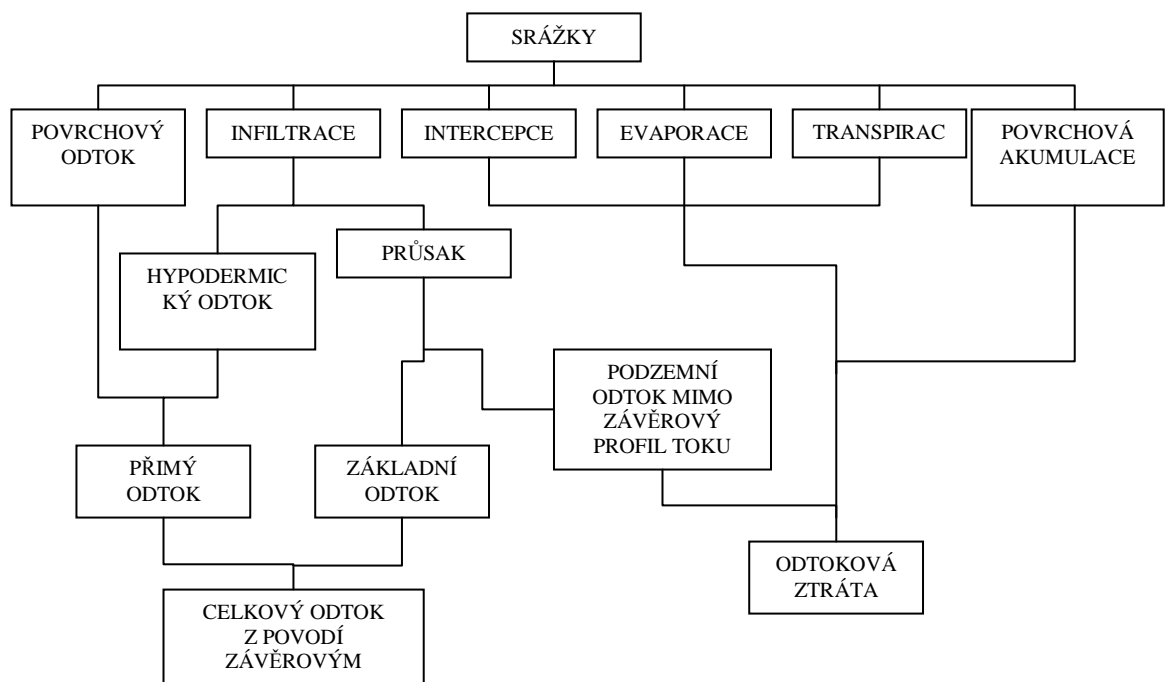 SRÁŽKY
POVRCHOVÝ
ODTOK
INFILTRACE
INTERCEPCE
EVAPORACE
TRANSPIRAC
POVRCHOVÁ
AKUMULACE
PRŮSAK
HYPODERMIC
KÝ ODTOK
PODZEMNÍ
ODTOK MIMO
ZÁVĚROVÝ
PROFIL TOKU
PŘIMÝ
ODTOK
ZÁKLADNÍ
ODTOK
ODTOKOVÁ
ZTRÁTA
CELKOVÝ ODTOK
Z POVODÍ
ZÁVĚROVÝM